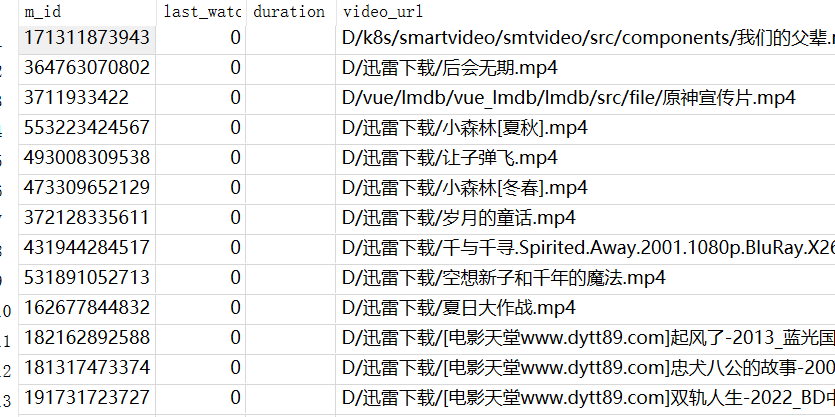 m_id last_watc duration video_url
1 171311873943 0 D/k8s/smartvideo/smtvideo/src/components/我们的父辈.m
2 364763070802 0 D/迅雷下载/后会无期.mp4
3 3711933422 0 D/vue/lmdb/vue_lmdb/lmdb/src/file/原神宣传片.mp4
4 553223424567 0 D/迅雷下载/小森林[夏秋].mp4
5 493008309538 0 D/迅雷下载/让子弹飞.mp4
6 473309652129 0 D/迅雷下载/小森林[冬春].mp4
7 372128335611 0 D/迅雷下载/岁月的童话.mp4
8 431944284517 0 D/迅雷下载/千与千寻.Spirited.Away.2001.1080p.BluRay.X26
9 531891052713 0 D/迅雷下载/空想新子和千年的魔法.mp4
10 162677844832 0 D/迅雷下载/夏日大作战.mp4
11 182162892588 0 D/迅雷下载/[电影天堂www.dytt89.com]起风了-2013_蓝光国
12 181317473374 0 D/迅雷下载/[电影天堂www.dytt89.com]忠犬八公的故事-200
13 191731723727 0 D/迅雷下载/[电影天堂www.dytt89.com]双轨人生-2022_BD中